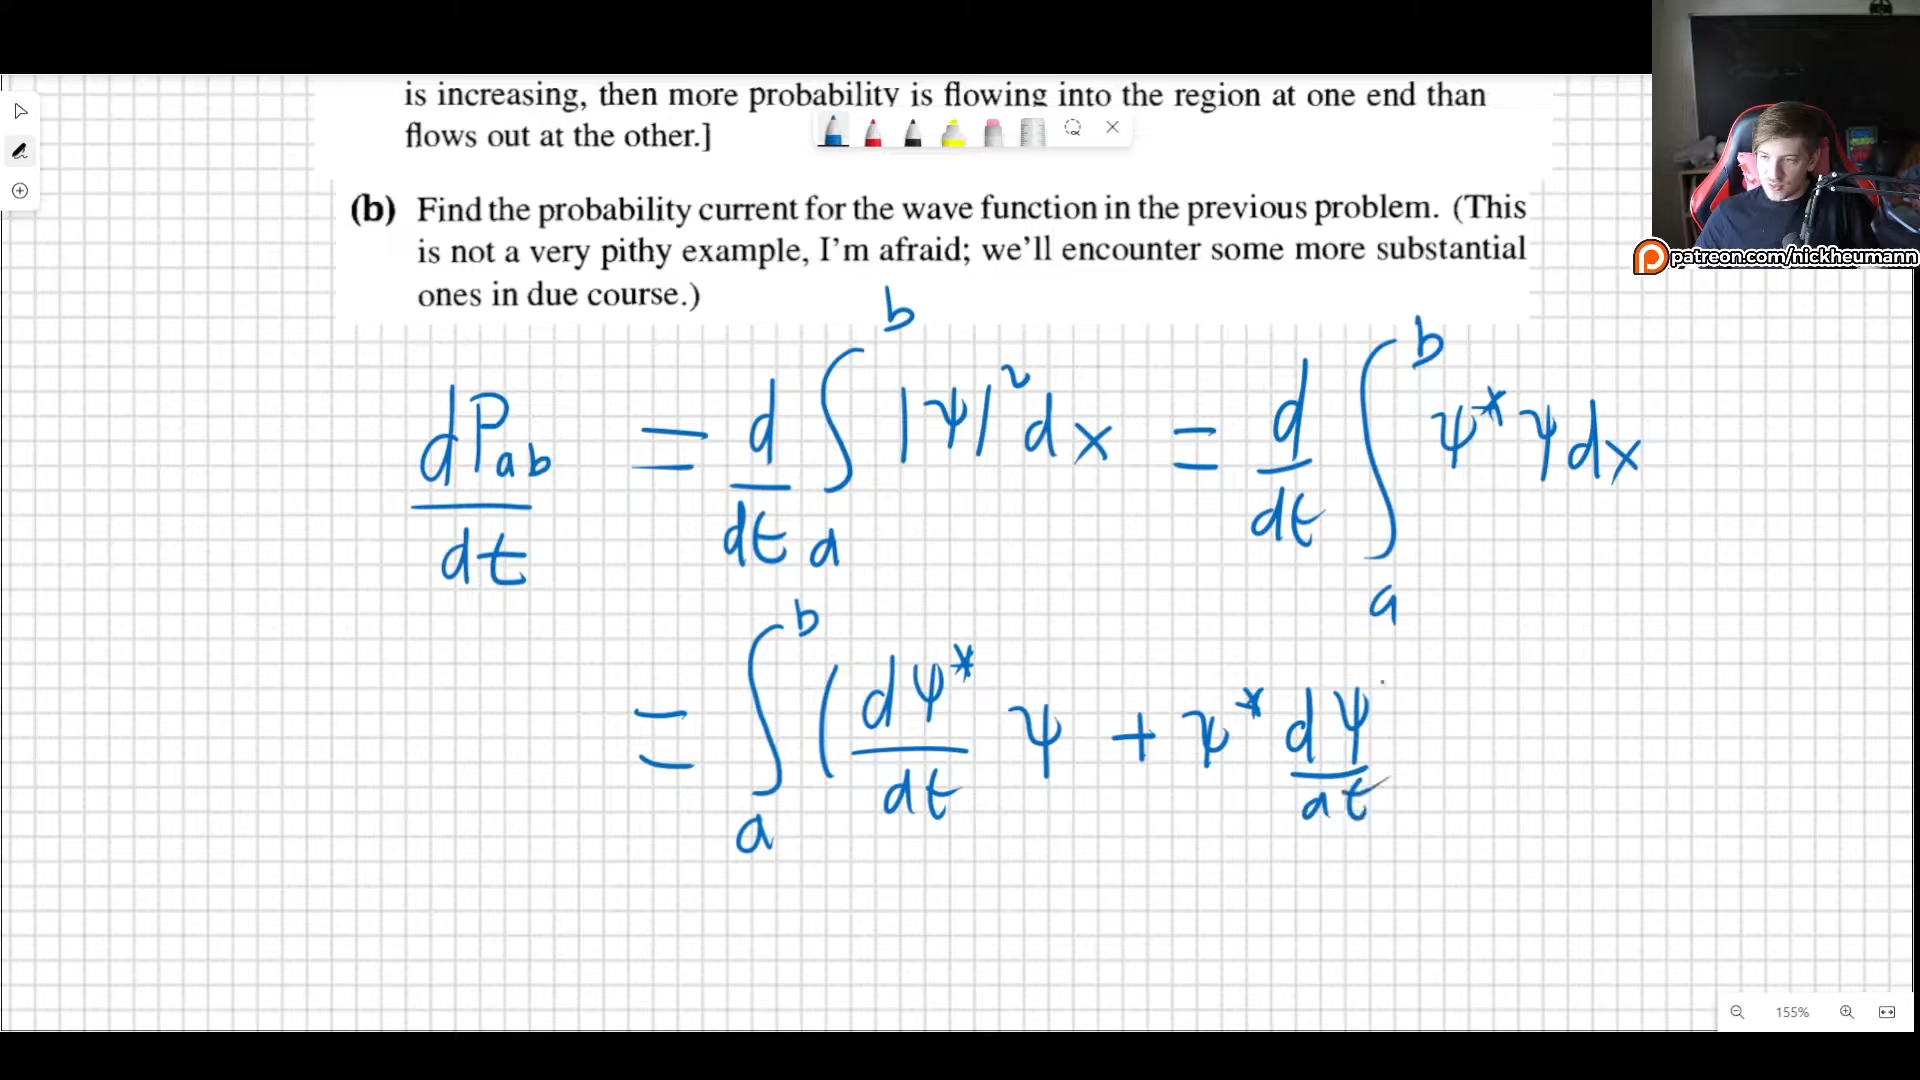 is increasing, then more probability is flowing into the region at one end than
flows out at the other.]
(b) Find the probability current for the wave function in the previous problem. (This
is not a very pithy example, I'm afraid; we'll encounter some more substantial
ones in due course.)
patreon.com/nickheumann
dP_ab/dt = d/dt ∫_a^b |ψ|² dx = d/dt ∫_a^b ψ* ψ dx
= ∫_a^b ( dψ*/dt ψ + ψ* dψ/dt
155%